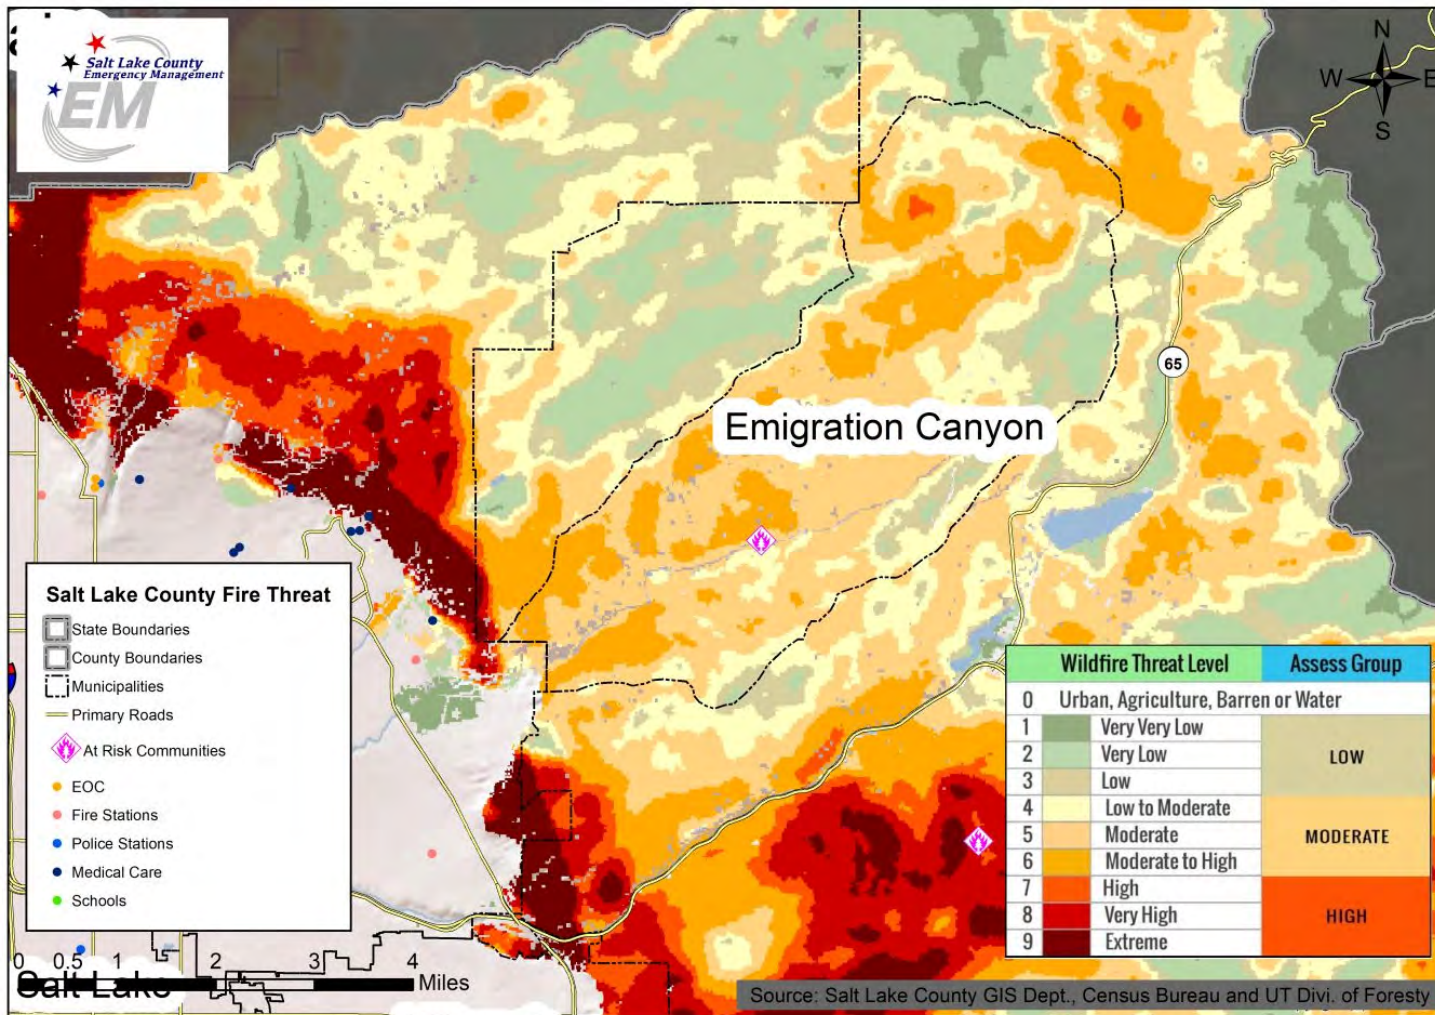 Salt Lake County
Emergency Management
EM
N
W
E
S
65
Emigration Canyon
Salt Lake County Fire Threat
State Boundaries
County Boundaries
Municipalities
Primary Roads
At Risk Communities
EOC
Fire Stations
Police Stations
Medical Care
Schools
Wildfire Threat Level Assess Group
0 Urban, Agriculture, Barren or Water
1 Very Very Low
2 Very Low
3 Low
LOW
4 Low to Moderate
5 Moderate
6 Moderate to High
MODERATE
7 High
8 Very High
9 Extreme
HIGH
0 0.5 1 2 3 4
Miles
Salt Lake
Source: Salt Lake County GIS Dept., Census Bureau and UT Divi. of Foresty